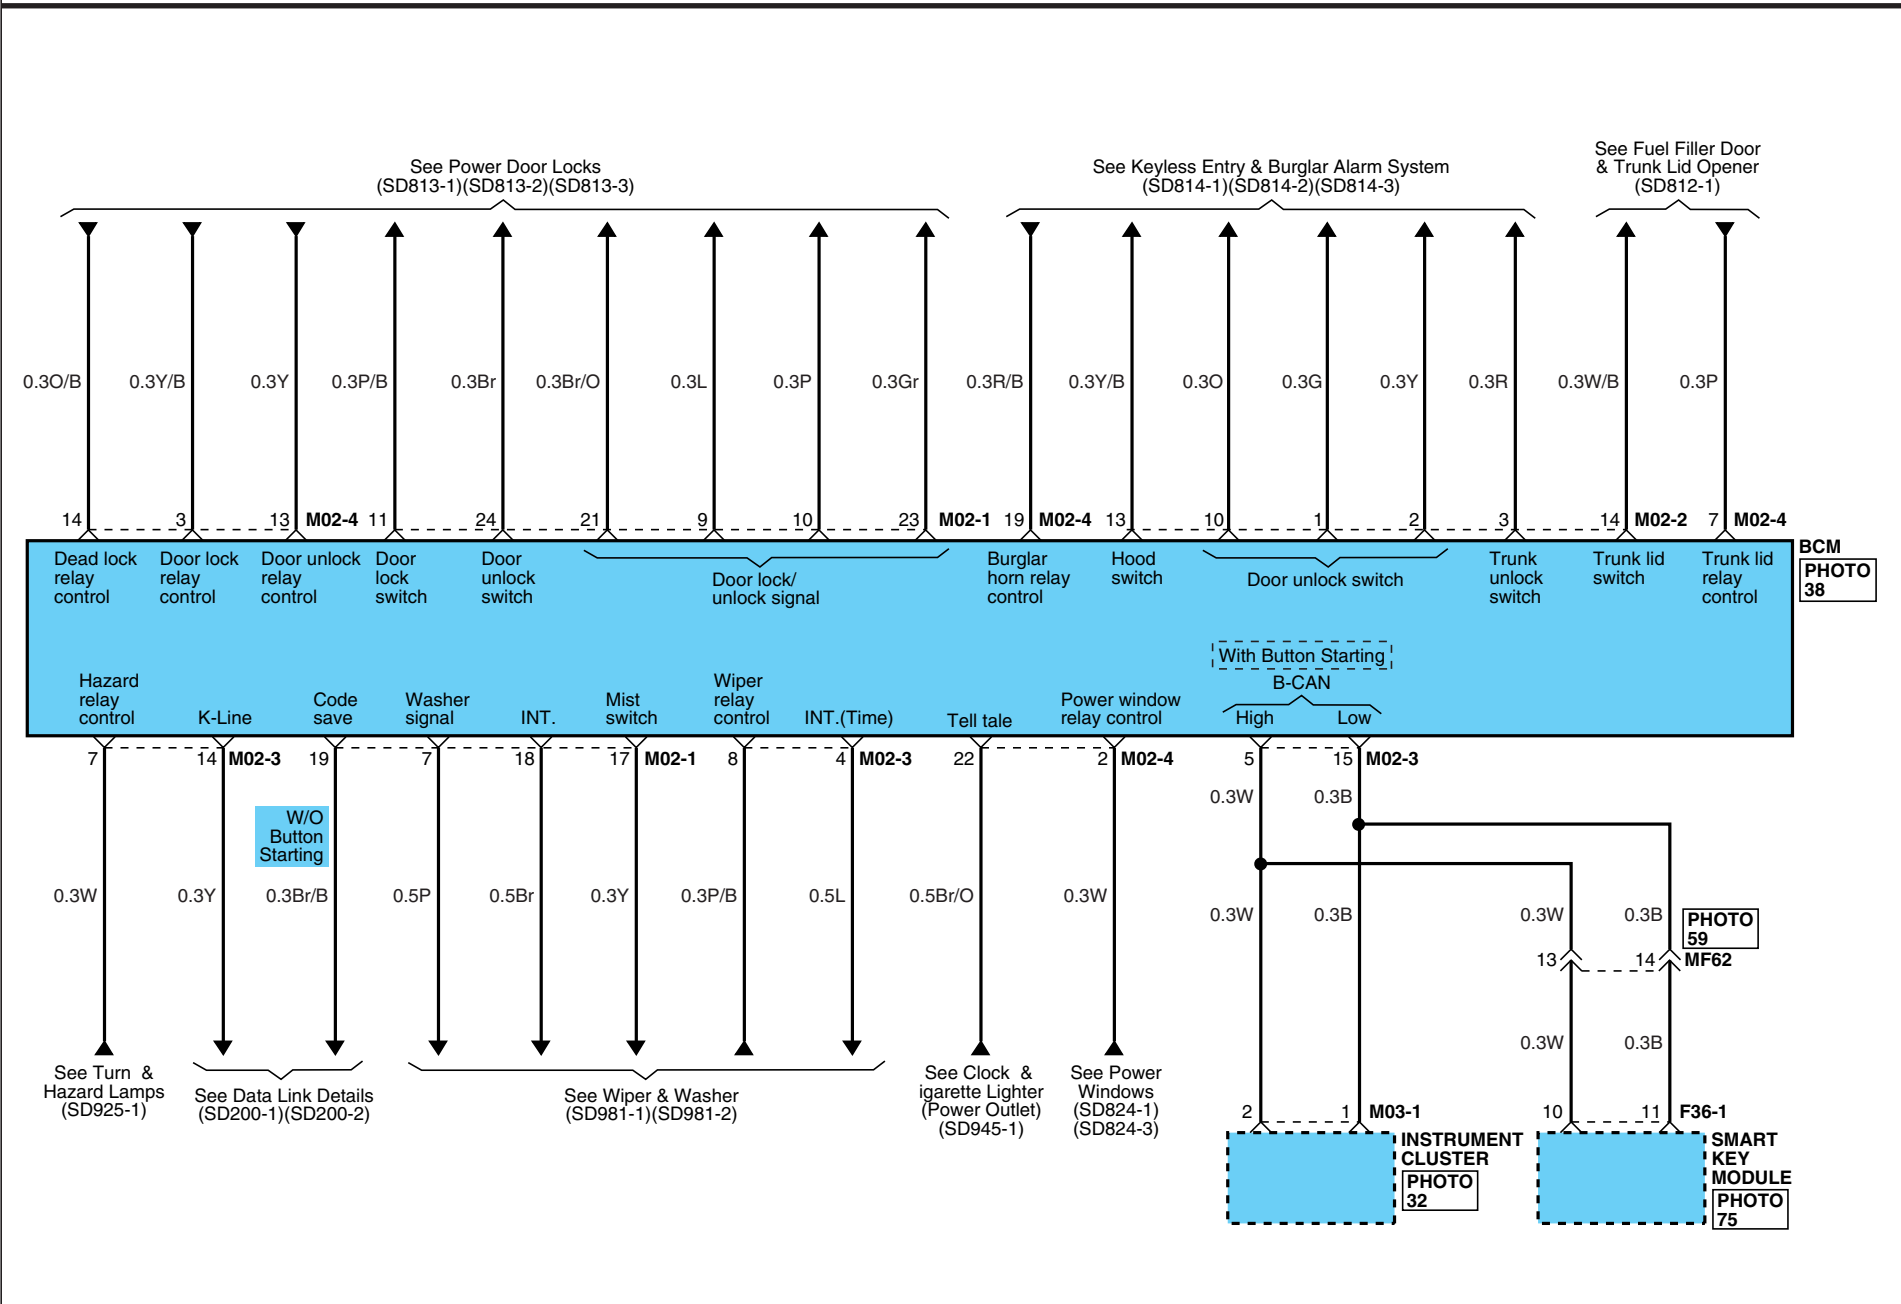 See Power Door Locks
(SD813-1)(SD813-2)(SD813-3)
See Keyless Entry & Burglar Alarm System
(SD814-1)(SD814-2)(SD814-3)
See Fuel Filler Door
& Trunk Lid Opener
(SD812-1)
0.3O/B 0.3Y/B 0.3Y 0.3P/B 0.3Br 0.3Br/O 0.3L 0.3P 0.3Gr 0.3R/B 0.3Y/B 0.3O 0.3G 0.3Y 0.3R 0.3W/B 0.3P
14 3 13 M02-4 11 24 21 9 10 23 M02-1 19 M02-4 13 10 1 2 3 14 M02-2 7 M02-4
BCM
PHOTO
38
Dead lock
relay
control
Door lock
relay
control
Door unlock
relay
control
Door
lock
switch
Door
unlock
switch
Door lock/
unlock signal
Burglar
horn relay
control
Hood
switch
Door unlock switch
Trunk
unlock
switch
Trunk lid
switch
Trunk lid
relay
control
With Button Starting
B-CAN
High Low
Hazard
relay
control
K-Line
Code
save
Washer
signal
INT.
Mist
switch
Wiper
relay
control
INT.(Time)
Tell tale
Power window
relay control
7 14 M02-3 19 7 18 17 M02-1 8 4 M02-3 22 2 M02-4 5 15 M02-3
0.3W 0.3B
W/O
Button
Starting
0.3W 0.3Y 0.3Br/B 0.5P 0.5Br 0.3Y 0.3P/B 0.5L 0.5Br/O 0.3W
0.3W 0.3B 0.3W 0.3B
PHOTO
59
13 14 MF62
0.3W 0.3B
See Turn &
Hazard Lamps
(SD925-1)
See Data Link Details
(SD200-1)(SD200-2)
See Wiper & Washer
(SD981-1)(SD981-2)
See Clock &
igarette Lighter
(Power Outlet)
(SD945-1)
See Power
Windows
(SD824-1)
(SD824-3)
2 1 M03-1
10 11 F36-1
INSTRUMENT
CLUSTER
PHOTO
32
SMART
KEY
MODULE
PHOTO
75